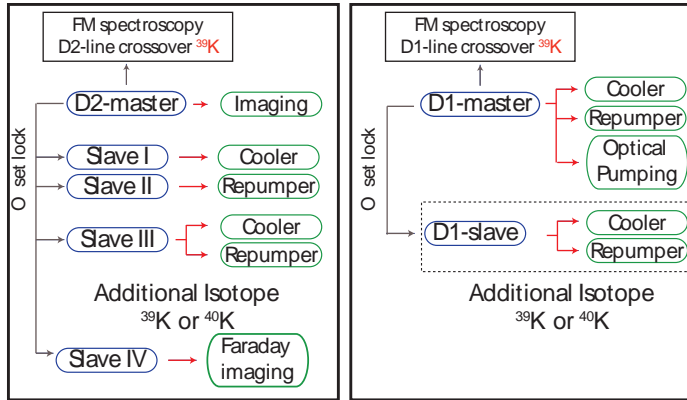 FM spectroscopy
D2-line crossover ³⁹K
D2-master
Imaging
O set lock
Slave I
Cooler
Slave II
Repumper
Slave III
Cooler
Repumper
Additional Isotope
³⁹K or ⁴⁰K
Slave IV
Faraday
imaging
FM spectroscopy
D1-line crossover ³⁹K
D1-master
Cooler
Repumper
Optical
Pumping
O set lock
D1-slave
Cooler
Repumper
Additional Isotope
³⁹K or ⁴⁰K